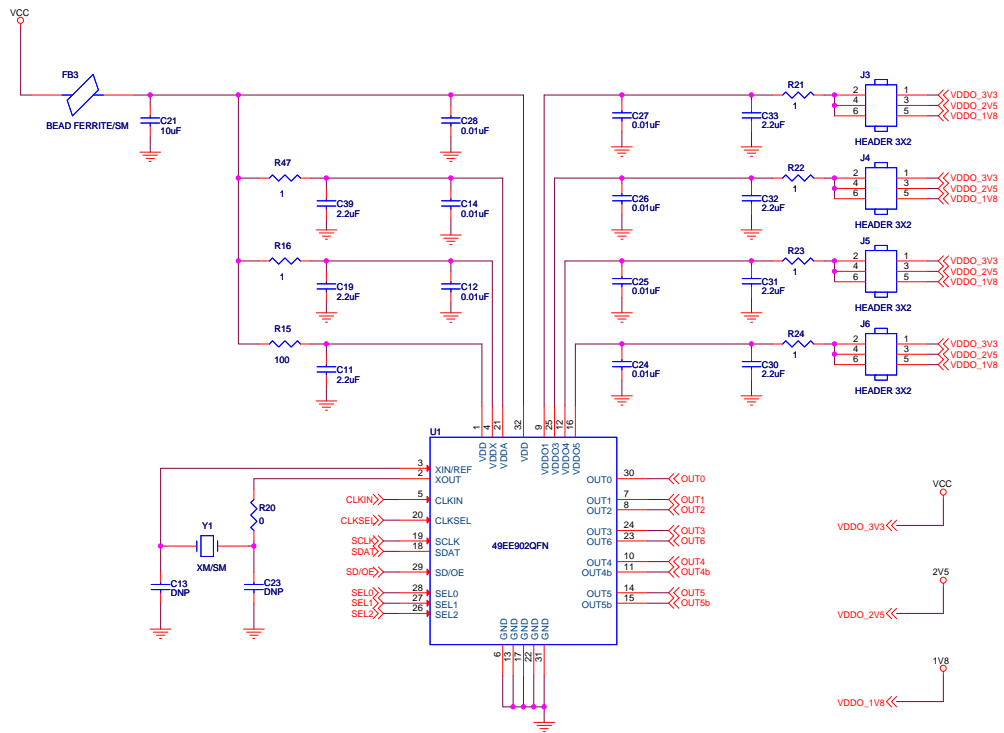 VCC
FB3
BEAD FERRITE/SM
C21
10uF
C28
0.01uF
R47
1
C39
2.2uF
C14
0.01uF
R16
1
C19
2.2uF
C12
0.01uF
R15
100
C11
2.2uF
C27
0.01uF
C33
2.2uF
R21
1
J3
2
4
6
1
3
5
VDDO_3V3
VDDO_2V5
VDDO_1V8
HEADER 3X2
C26
0.01uF
C32
2.2uF
R22
1
J4
2
4
6
1
3
5
VDDO_3V3
VDDO_2V5
VDDO_1V8
HEADER 3X2
C25
0.01uF
C31
2.2uF
R23
1
J5
2
4
6
1
3
5
VDDO_3V3
VDDO_2V5
VDDO_1V8
HEADER 3X2
C24
0.01uF
C30
2.2uF
R24
1
J6
2
4
6
1
3
5
VDDO_3V3
VDDO_2V5
VDDO_1V8
HEADER 3X2
U1
1
4
21
32
9
25
12
16
VDD
VDDX
VDDA
VDD
VDDO1
VDDO3
VDDO4
VDDO5
3 XIN/REF
2 XOUT
CLKIN 5 CLKIN
CLKSEL 20 CLKSEL
SCLK 19 SCLK
SDAT 18 SDAT
SD/OE 29 SD/OE
SEL0 28 SEL0
SEL1 27 SEL1
SEL2 26 SEL2
49EE902QFN
OUT0 30 OUT0
OUT1 7 OUT1
OUT2 8 OUT2
OUT3 24 OUT3
OUT6 23 OUT6
OUT4 10 OUT4
OUT4b 11 OUT4b
OUT5 14 OUT5
OUT5b 15 OUT5b
GND
GND
GND
GND
GND
6
13
17
22
31
R20
0
Y1
XM/SM
C13
DNP
C23
DNP
VCC
VDDO_3V3
2V5
VDDO_2V5
1V8
VDDO_1V8